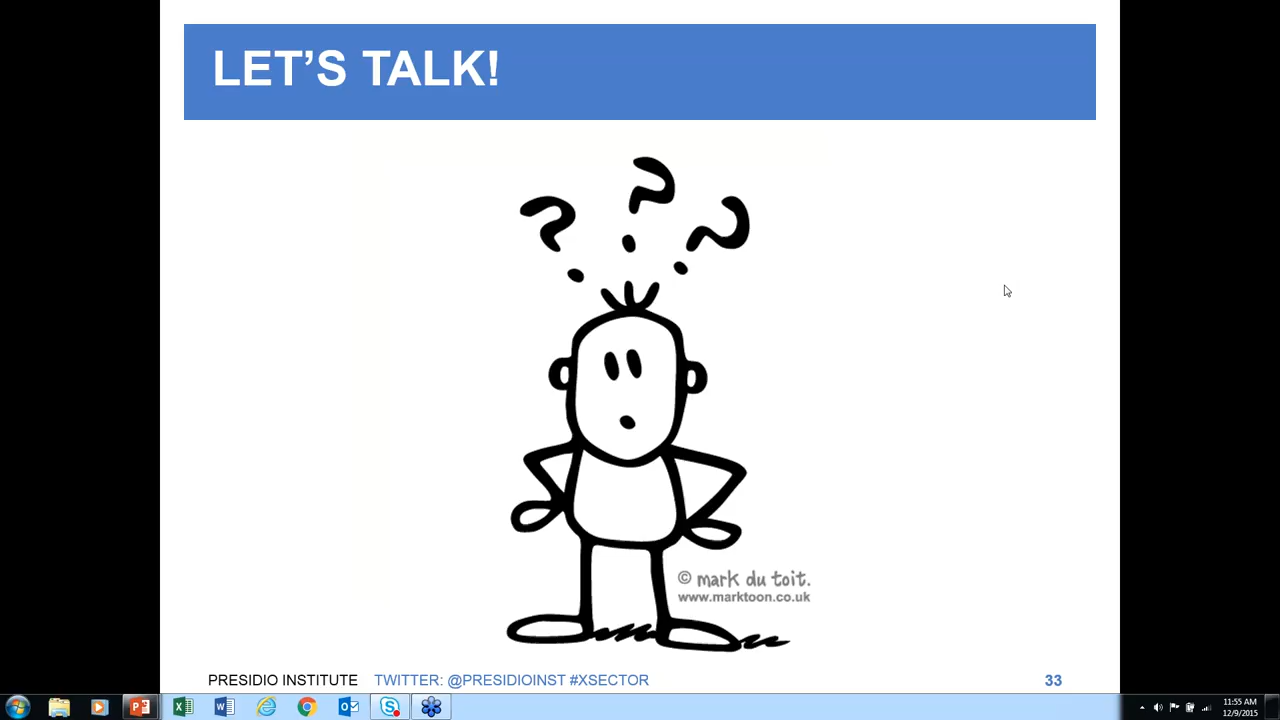 LET'S TALK!
? ? ?
© mark du toit.
www.marktoon.co.uk
PRESIDIO INSTITUTE TWITTER: @PRESIDIOINST #XSECTOR 33
11:55 AM
12/9/2015